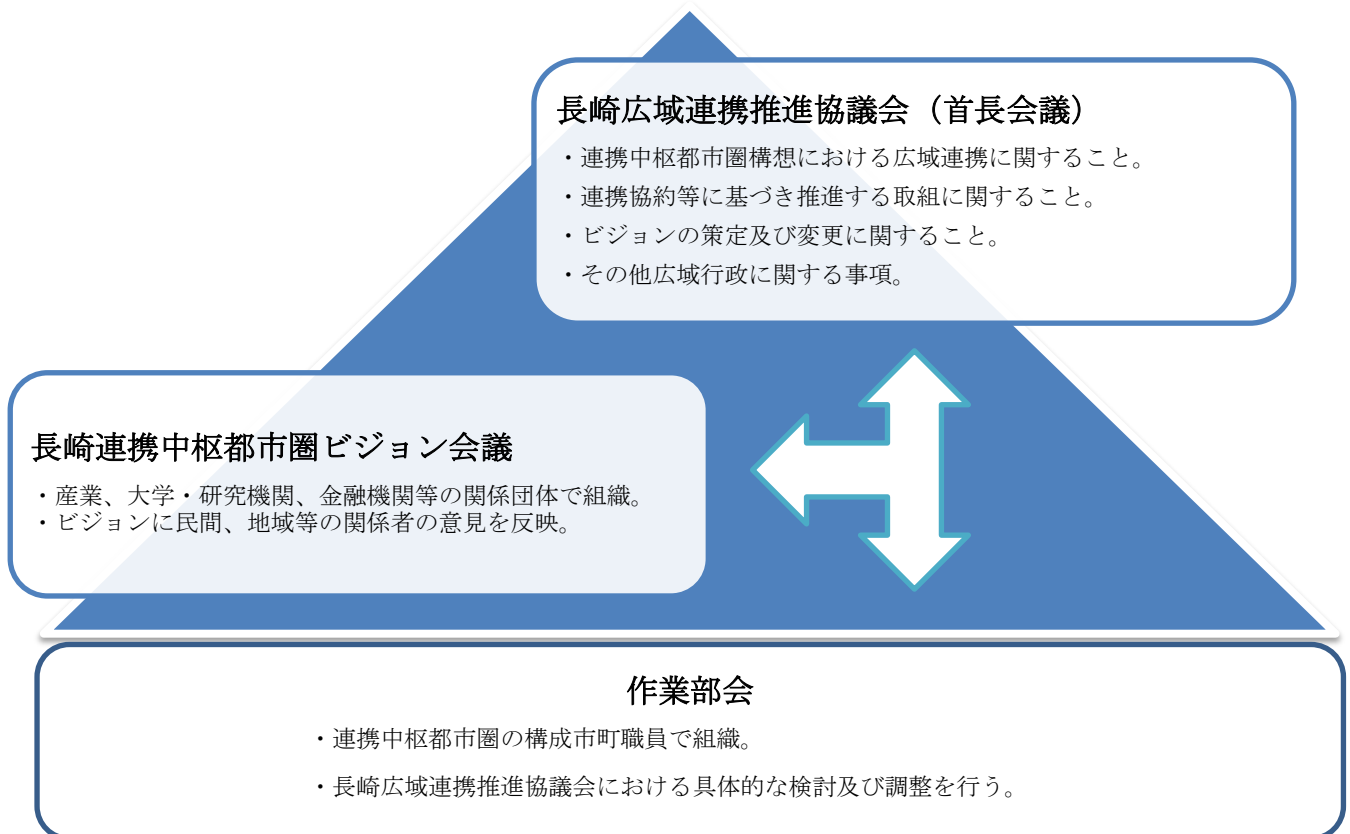 長崎広域連携推進協議会（首長会議）
・連携中枢都市圏構想における広域連携に関すること。
・連携協約等に基づき推進する取組に関すること。
・ビジョンの策定及び変更に関すること。
・その他広域行政に関する事項。
長崎連携中枢都市圏ビジョン会議
・産業、大学・研究機関、金融機関等の関係団体で組織。
・ビジョンに民間、地域等の関係者の意見を反映。
作業部会
・連携中枢都市圏の構成市町職員で組織。
・長崎広域連携推進協議会における具体的な検討及び調整を行う。